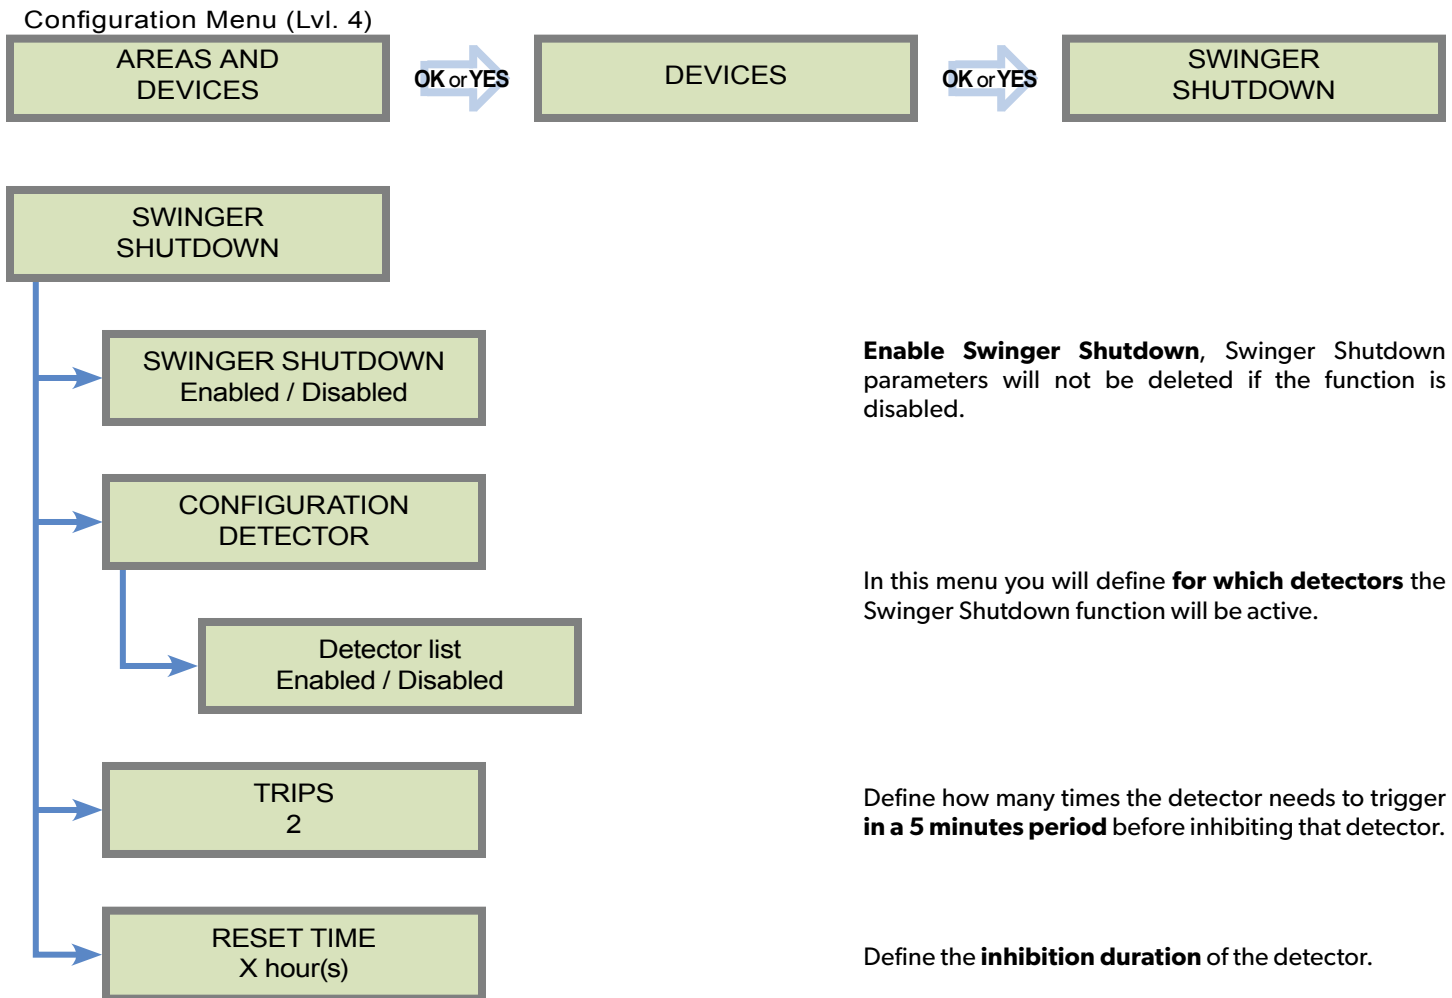 Configuration Menu (Lvl. 4)
AREAS AND
DEVICES
OK or YES
DEVICES
OK or YES
SWINGER
SHUTDOWN
SWINGER
SHUTDOWN
SWINGER SHUTDOWN
Enabled / Disabled
Enable Swinger Shutdown, Swinger Shutdown
parameters will not be deleted if the function is
disabled.
CONFIGURATION
DETECTOR
In this menu you will define for which detectors the
Swinger Shutdown function will be active.
Detector list
Enabled / Disabled
TRIPS
2
Define how many times the detector needs to trigger
in a 5 minutes period before inhibiting that detector.
RESET TIME
X hour(s)
Define the inhibition duration of the detector.